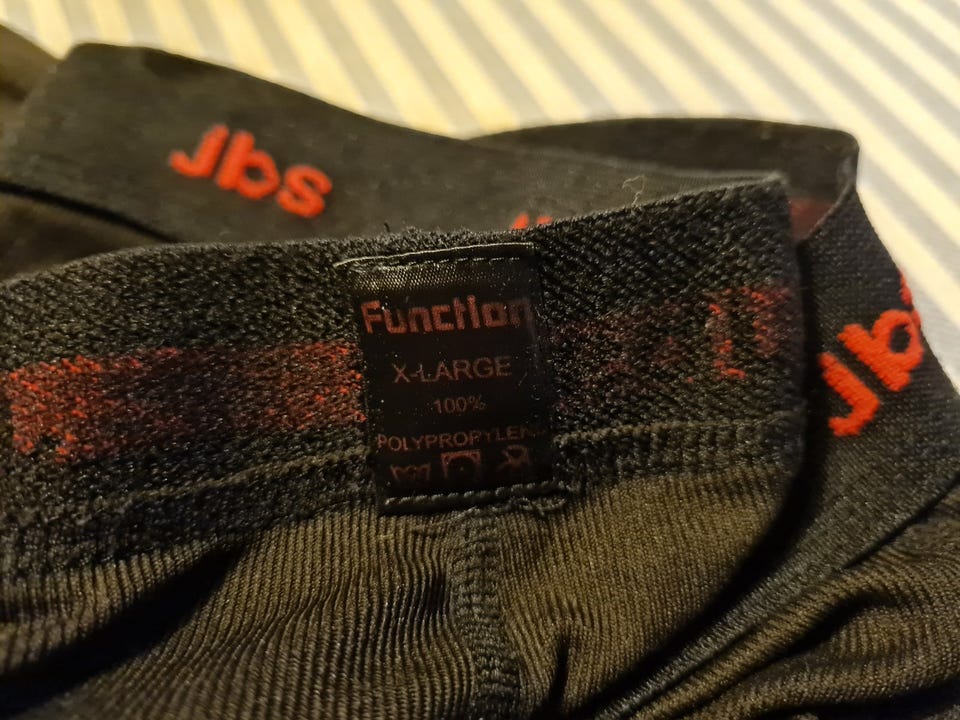 Jbs
Function
X-LARGE
100%
POLYPROPYLEN
Jbs